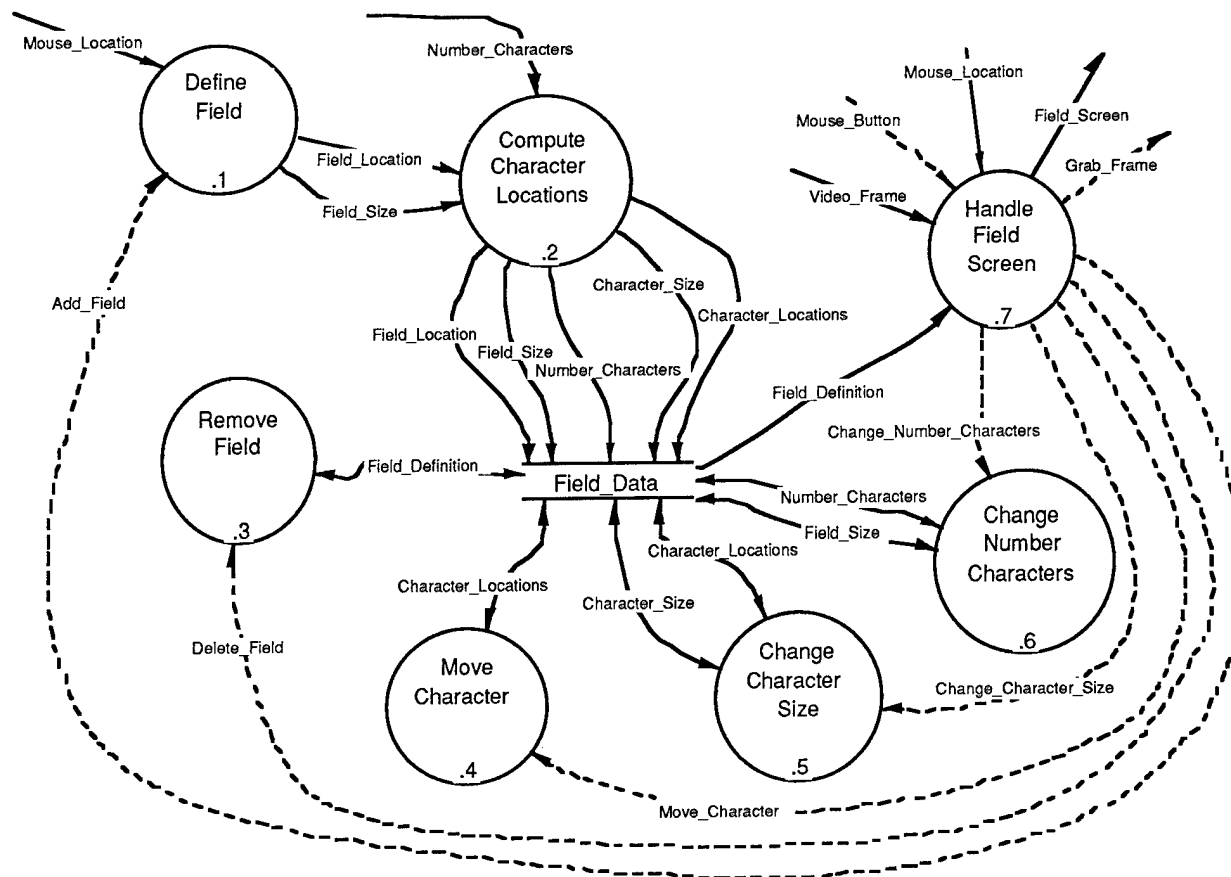 Mouse_Location
Define
Field
.1
Number_Characters
Compute
Character
Locations
.2
Field_Location
Field_Size
Mouse_Location
Mouse_Button
Field_Screen
Grab_Frame
Video_Frame
Handle
Field
Screen
.7
Add_Field
Field_Location
Field_Size
Number_Characters
Character_Size
Character_Locations
Field_Definition
Change_Number_Characters
Remove
Field
.3
Field_Definition
Field_Data
Number_Characters
Field_Size
Change
Number
Characters
.6
Character_Locations
Character_Locations
Character_Size
Delete_Field
Move
Character
.4
Change
Character
Size
.5
Change_Character_Size
Move_Character